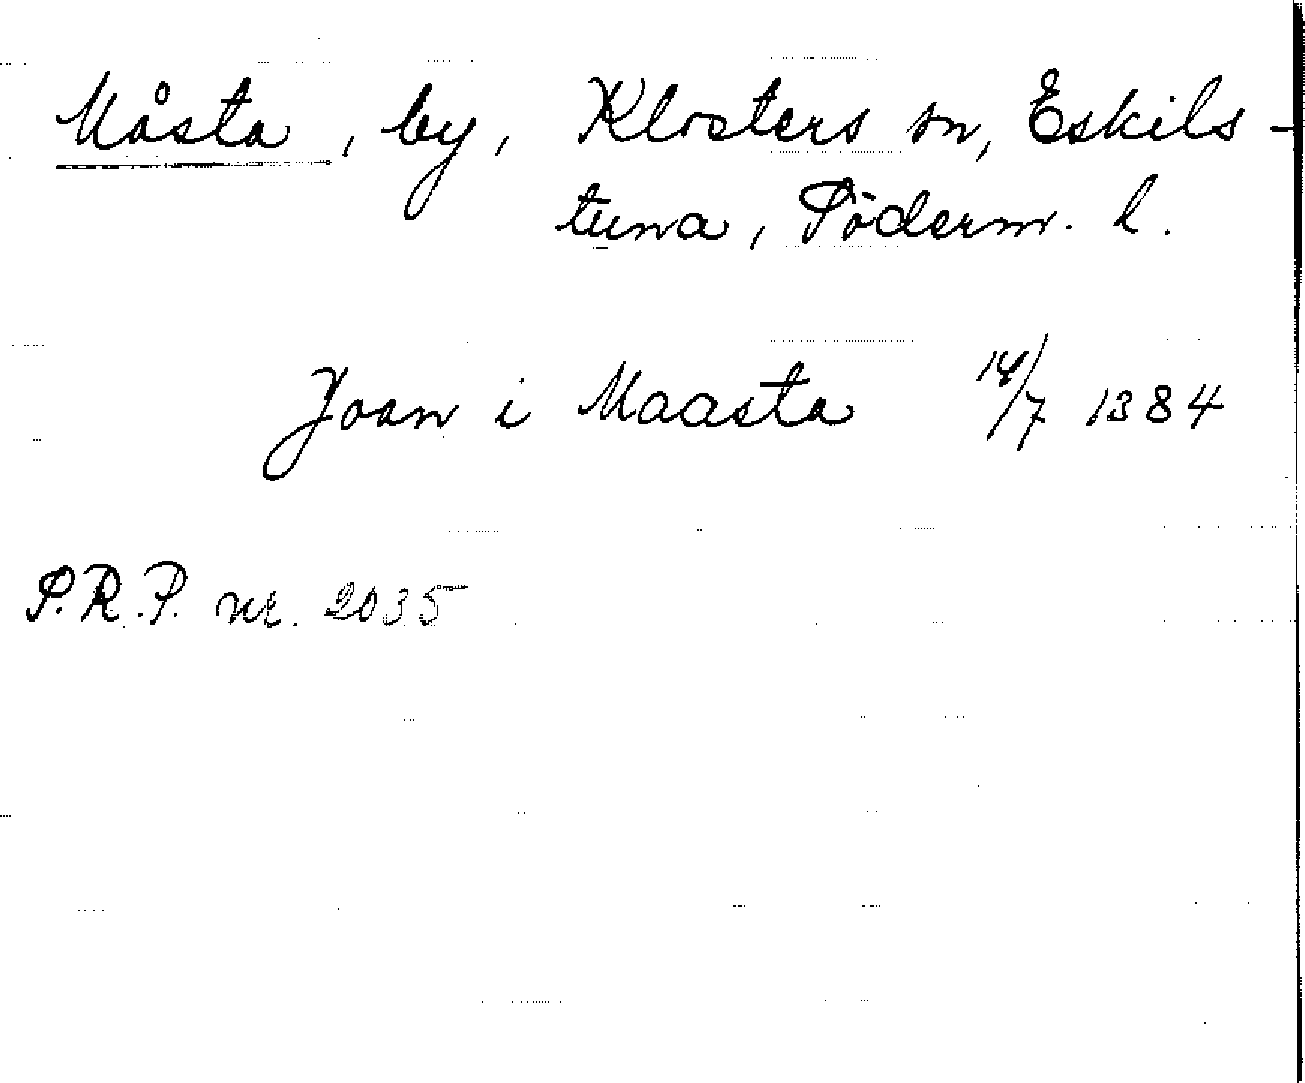 Måsta, by, Klosters sn, Eskils-
tuna, Söderm. l.
Joan i Maasta 14/7 1384
S.R.P. nr. 2035